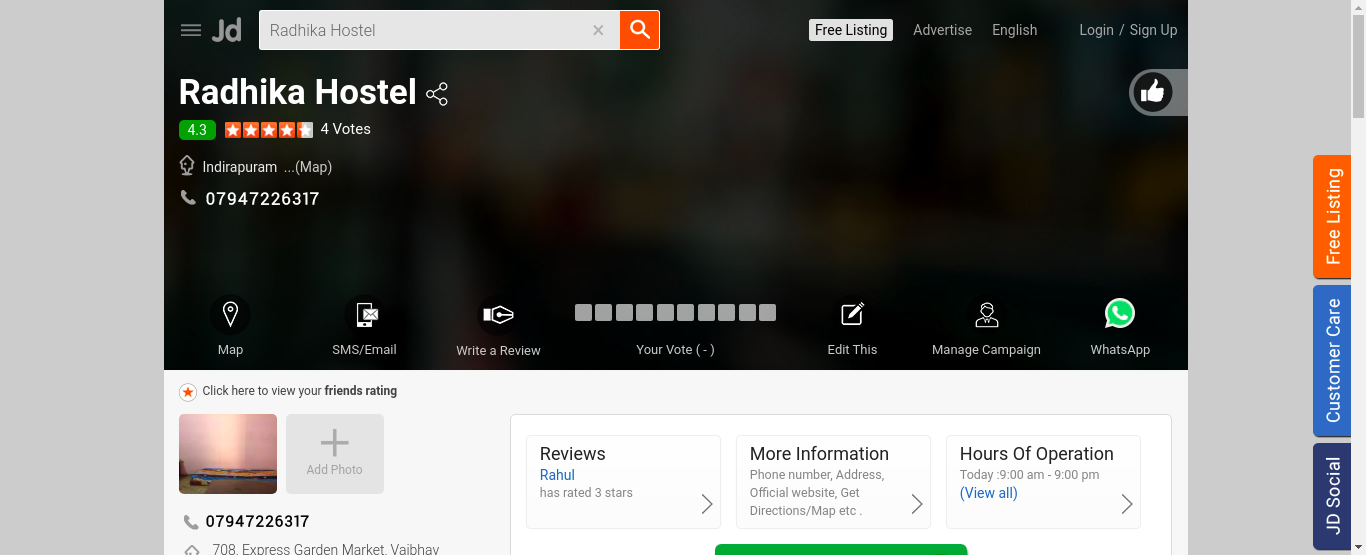 Jd
Radhika Hostel
Free Listing
Advertise
English
Login / Sign Up
Radhika Hostel
4.3
4 Votes
Indirapuram ...(Map)
07947226317
Map
SMS/Email
Write a Review
Your Vote ( - )
Edit This
Manage Campaign
WhatsApp
Click here to view your friends rating
Add Photo
07947226317
708, Express Garden Market, Vaibhav
Reviews
Rahul
has rated 3 stars
More Information
Phone number, Address,
Official website, Get
Directions/Map etc .
Hours Of Operation
Today :9:00 am - 9:00 pm
(View all)
Free Listing
Customer Care
JD Social